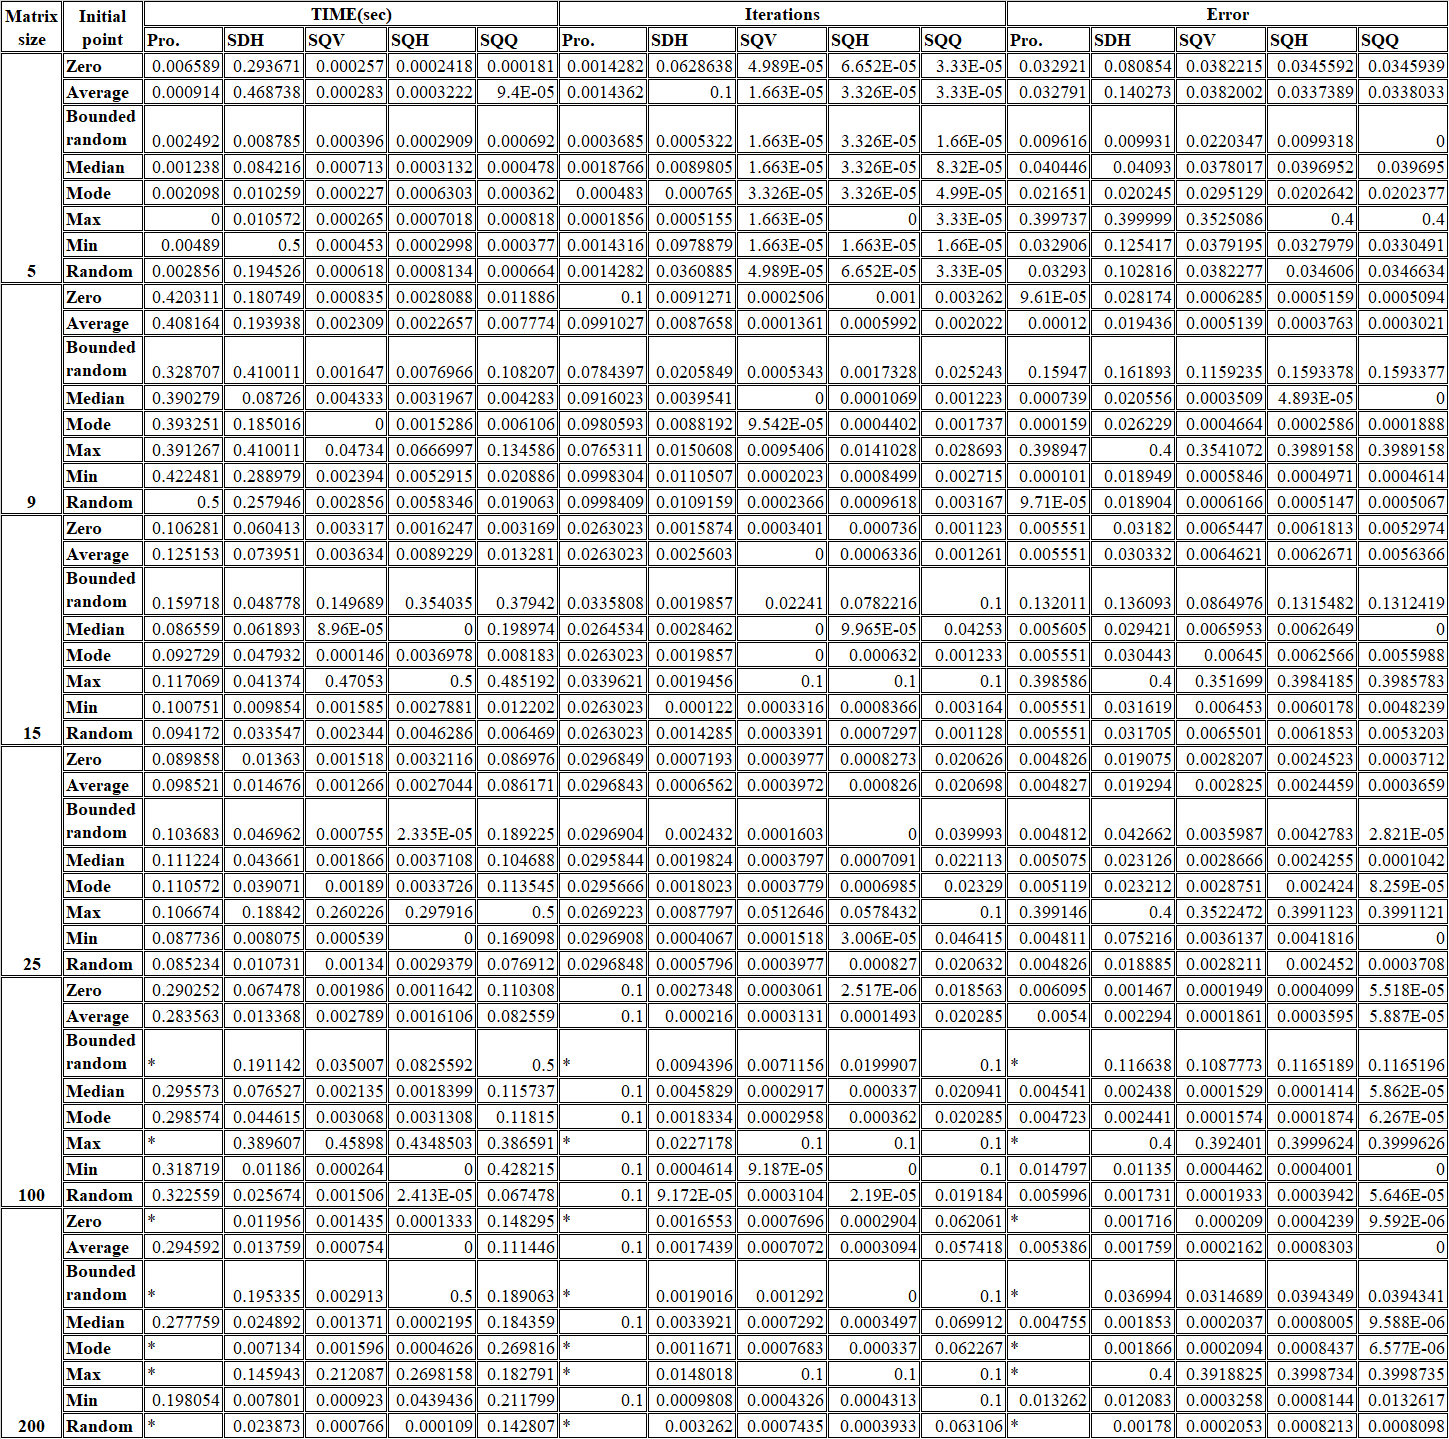 Matrix size Initial point TIME(sec) Iterations Error
Pro. SDH SQV SQH SQQ Pro. SDH SQV SQH SQQ Pro. SDH SQV SQH SQQ
Zero 0.006589 0.293671 0.000257 0.0002418 0.000181 0.0014282 0.0628638 4.989E-05 6.652E-05 3.33E-05 0.032921 0.080854 0.0382215 0.0345592 0.0345939
Average 0.000914 0.468738 0.000283 0.0003222 9.4E-05 0.0014362 0.1 1.663E-05 3.326E-05 3.33E-05 0.032791 0.140273 0.0382002 0.0337389 0.0338033
Bounded random 0.002492 0.008785 0.000396 0.0002909 0.000692 0.0003685 0.0005322 1.663E-05 3.326E-05 1.66E-05 0.009616 0.009931 0.0220347 0.0099318 0
Median 0.001238 0.084216 0.000713 0.0003132 0.000478 0.0018766 0.0089805 1.663E-05 3.326E-05 8.32E-05 0.040446 0.04093 0.0378017 0.0396952 0.039695
Mode 0.002098 0.010259 0.000227 0.0006303 0.000362 0.000483 0.000765 3.326E-05 3.326E-05 4.99E-05 0.021651 0.020245 0.0295129 0.0202642 0.0202377
Max 0 0.010572 0.000265 0.0007018 0.000818 0.0001856 0.0005155 1.663E-05 0 3.33E-05 0.399737 0.399999 0.3525086 0.4 0.4
Min 0.00489 0.5 0.000453 0.0002998 0.000377 0.0014316 0.0978879 1.663E-05 1.663E-05 1.66E-05 0.032906 0.125417 0.0379195 0.0327979 0.0330491
5 Random 0.002856 0.194526 0.000618 0.0008134 0.000664 0.0014282 0.0360885 4.989E-05 6.652E-05 3.33E-05 0.03293 0.102816 0.0382277 0.034606 0.0346634
Zero 0.420311 0.180749 0.000835 0.0028088 0.011886 0.1 0.0091271 0.0002506 0.001 0.003262 9.61E-05 0.028174 0.0006285 0.0005159 0.0005094
Average 0.408164 0.193938 0.002309 0.0022657 0.007774 0.0991027 0.0087658 0.0001361 0.0005992 0.002022 0.00012 0.019436 0.0005139 0.0003763 0.0003021
Bounded random 0.328707 0.410011 0.001647 0.0076966 0.108207 0.0784397 0.0205849 0.0005343 0.0017328 0.025243 0.15947 0.161893 0.1159235 0.1593378 0.1593377
Median 0.390279 0.08726 0.004333 0.0031967 0.004283 0.0916023 0.0039541 0 0.0001069 0.001223 0.000739 0.020556 0.0003509 4.893E-05 0
Mode 0.393251 0.185016 0 0.0015286 0.006106 0.0980593 0.0088192 9.542E-05 0.0004402 0.001737 0.000159 0.026229 0.0004664 0.0002586 0.0001888
Max 0.391267 0.410011 0.04734 0.0666997 0.134586 0.0765311 0.0150608 0.0095406 0.0141028 0.028693 0.398947 0.4 0.3541072 0.3989158 0.3989158
Min 0.422481 0.288979 0.002394 0.0052915 0.020886 0.0998304 0.0110507 0.0002023 0.0008499 0.002715 0.000101 0.018949 0.0005846 0.0004971 0.0004614
9 Random 0.5 0.257946 0.002856 0.0058346 0.019063 0.0998409 0.0109159 0.0002366 0.0009618 0.003167 9.71E-05 0.018904 0.0006166 0.0005147 0.0005067
Zero 0.106281 0.060413 0.003317 0.0016247 0.003169 0.0263023 0.0015874 0.0003401 0.000736 0.001123 0.005551 0.03182 0.0065447 0.0061813 0.0052974
Average 0.125153 0.073951 0.003634 0.0089229 0.013281 0.0263023 0.0025603 0 0.0006336 0.001261 0.005551 0.030332 0.0064621 0.0062671 0.0056366
Bounded random 0.159718 0.048778 0.149689 0.354035 0.37942 0.0335808 0.0019857 0.02241 0.0782216 0.1 0.132011 0.136093 0.0864976 0.1315482 0.1312419
Median 0.086559 0.061893 8.96E-05 0 0.198974 0.0264534 0.0028462 0 9.965E-05 0.04253 0.005605 0.029421 0.0065953 0.0062649 0
Mode 0.092729 0.047932 0.000146 0.0036978 0.008183 0.0263023 0.0019857 0 0.000632 0.001233 0.005551 0.030443 0.00645 0.0062566 0.0055988
Max 0.117069 0.041374 0.47053 0.5 0.485192 0.0339621 0.0019456 0.1 0.1 0.1 0.398586 0.4 0.351699 0.3984185 0.3985783
Min 0.100751 0.009854 0.001585 0.0027881 0.012202 0.0263023 0.000122 0.0003316 0.0008366 0.003164 0.005551 0.031619 0.006453 0.0060178 0.0048239
15 Random 0.094172 0.033547 0.002344 0.0046286 0.006469 0.0263023 0.0014285 0.0003391 0.0007297 0.001128 0.005551 0.031705 0.0065501 0.0061853 0.0053203
Zero 0.089858 0.01363 0.001518 0.0032116 0.086976 0.0296849 0.0007193 0.0003977 0.0008273 0.020626 0.004826 0.019075 0.0028207 0.0024523 0.0003712
Average 0.098521 0.014676 0.001266 0.0027044 0.086171 0.0296843 0.0006562 0.0003972 0.000826 0.020698 0.004827 0.019294 0.002825 0.0024459 0.0003659
Bounded random 0.103683 0.046962 0.000755 2.335E-05 0.189225 0.0296904 0.002432 0.0001603 0 0.039993 0.004812 0.042662 0.0035987 0.0042783 2.821E-05
Median 0.111224 0.043661 0.001866 0.0037108 0.104688 0.0295844 0.0019824 0.0003797 0.0007091 0.022113 0.005075 0.023126 0.0028666 0.0024255 0.0001042
Mode 0.110572 0.039071 0.00189 0.0033726 0.113545 0.0295666 0.0018023 0.0003779 0.0006985 0.02329 0.005119 0.023212 0.0028751 0.002424 8.259E-05
Max 0.106674 0.18842 0.260226 0.297916 0.5 0.0269223 0.0087797 0.0512646 0.0578432 0.1 0.399146 0.4 0.3522472 0.3991123 0.3991121
Min 0.087736 0.008075 0.000539 0 0.169098 0.0296908 0.0004067 0.0001518 3.006E-05 0.046415 0.004811 0.075216 0.0036137 0.0041816 0
25 Random 0.085234 0.010731 0.00134 0.0029379 0.076912 0.0296848 0.0005796 0.0003977 0.000827 0.020632 0.004826 0.018885 0.0028211 0.002452 0.0003708
Zero 0.290252 0.067478 0.001986 0.0011642 0.110308 0.1 0.0027348 0.0003061 2.517E-06 0.018563 0.006095 0.001467 0.0001949 0.0004099 5.518E-05
Average 0.283563 0.013368 0.002789 0.0016106 0.082559 0.1 0.000216 0.0003131 0.0001493 0.020285 0.0054 0.002294 0.0001861 0.0003595 5.887E-05
Bounded random * 0.191142 0.035007 0.0825592 0.5 * 0.0094396 0.0071156 0.0199907 0.1 * 0.116638 0.1087773 0.1165189 0.1165196
Median 0.295573 0.076527 0.002135 0.0018399 0.115737 0.1 0.0045829 0.0002917 0.000337 0.020941 0.004541 0.002438 0.0001529 0.0001414 5.862E-05
Mode 0.298574 0.044615 0.003068 0.0031308 0.11815 0.1 0.0018334 0.0002958 0.000362 0.020285 0.004723 0.002441 0.0001574 0.0001874 6.267E-05
Max * 0.389607 0.45898 0.4348503 0.386591 * 0.0227178 0.1 0.1 0.1 * 0.4 0.392401 0.3999624 0.3999626
Min 0.318719 0.01186 0.000264 0 0.428215 0.1 0.0004614 9.187E-05 0 0.1 0.014797 0.01135 0.0004462 0.0004001 0
100 Random 0.322559 0.025674 0.001506 2.413E-05 0.067478 0.1 9.172E-05 0.0003104 2.19E-05 0.019184 0.005996 0.001731 0.0001933 0.0003942 5.646E-05
Zero * 0.011956 0.001435 0.0001333 0.148295 * 0.0016553 0.0007696 0.0002904 0.062061 * 0.001716 0.000209 0.0004239 9.592E-06
Average 0.294592 0.013759 0.000754 0 0.111446 0.1 0.0017439 0.0007072 0.0003094 0.057418 0.005386 0.001759 0.0002162 0.0008303 0
Bounded random * 0.195335 0.002913 0.5 0.189063 * 0.0019016 0.001292 0 0.1 * 0.036994 0.0314689 0.0394349 0.0394341
Median 0.277759 0.024892 0.001371 0.0002195 0.184359 0.1 0.0033921 0.0007292 0.0003497 0.069912 0.004755 0.001853 0.0002037 0.0008005 9.588E-06
Mode * 0.007134 0.001596 0.0004626 0.269816 * 0.0011671 0.0007683 0.000337 0.062267 * 0.001866 0.0002094 0.0008437 6.577E-06
Max * 0.145943 0.212087 0.2698158 0.182791 * 0.0148018 0.1 0.1 0.1 * 0.4 0.3918825 0.3998734 0.3998735
Min 0.198054 0.007801 0.000923 0.0439436 0.211799 0.1 0.0009808 0.0004326 0.0004313 0.1 0.013262 0.012083 0.0003258 0.0008144 0.0132617
200 Random * 0.023873 0.000766 0.000109 0.142807 * 0.003262 0.0007435 0.0003933 0.063106 * 0.00178 0.0002053 0.0008213 0.0008098